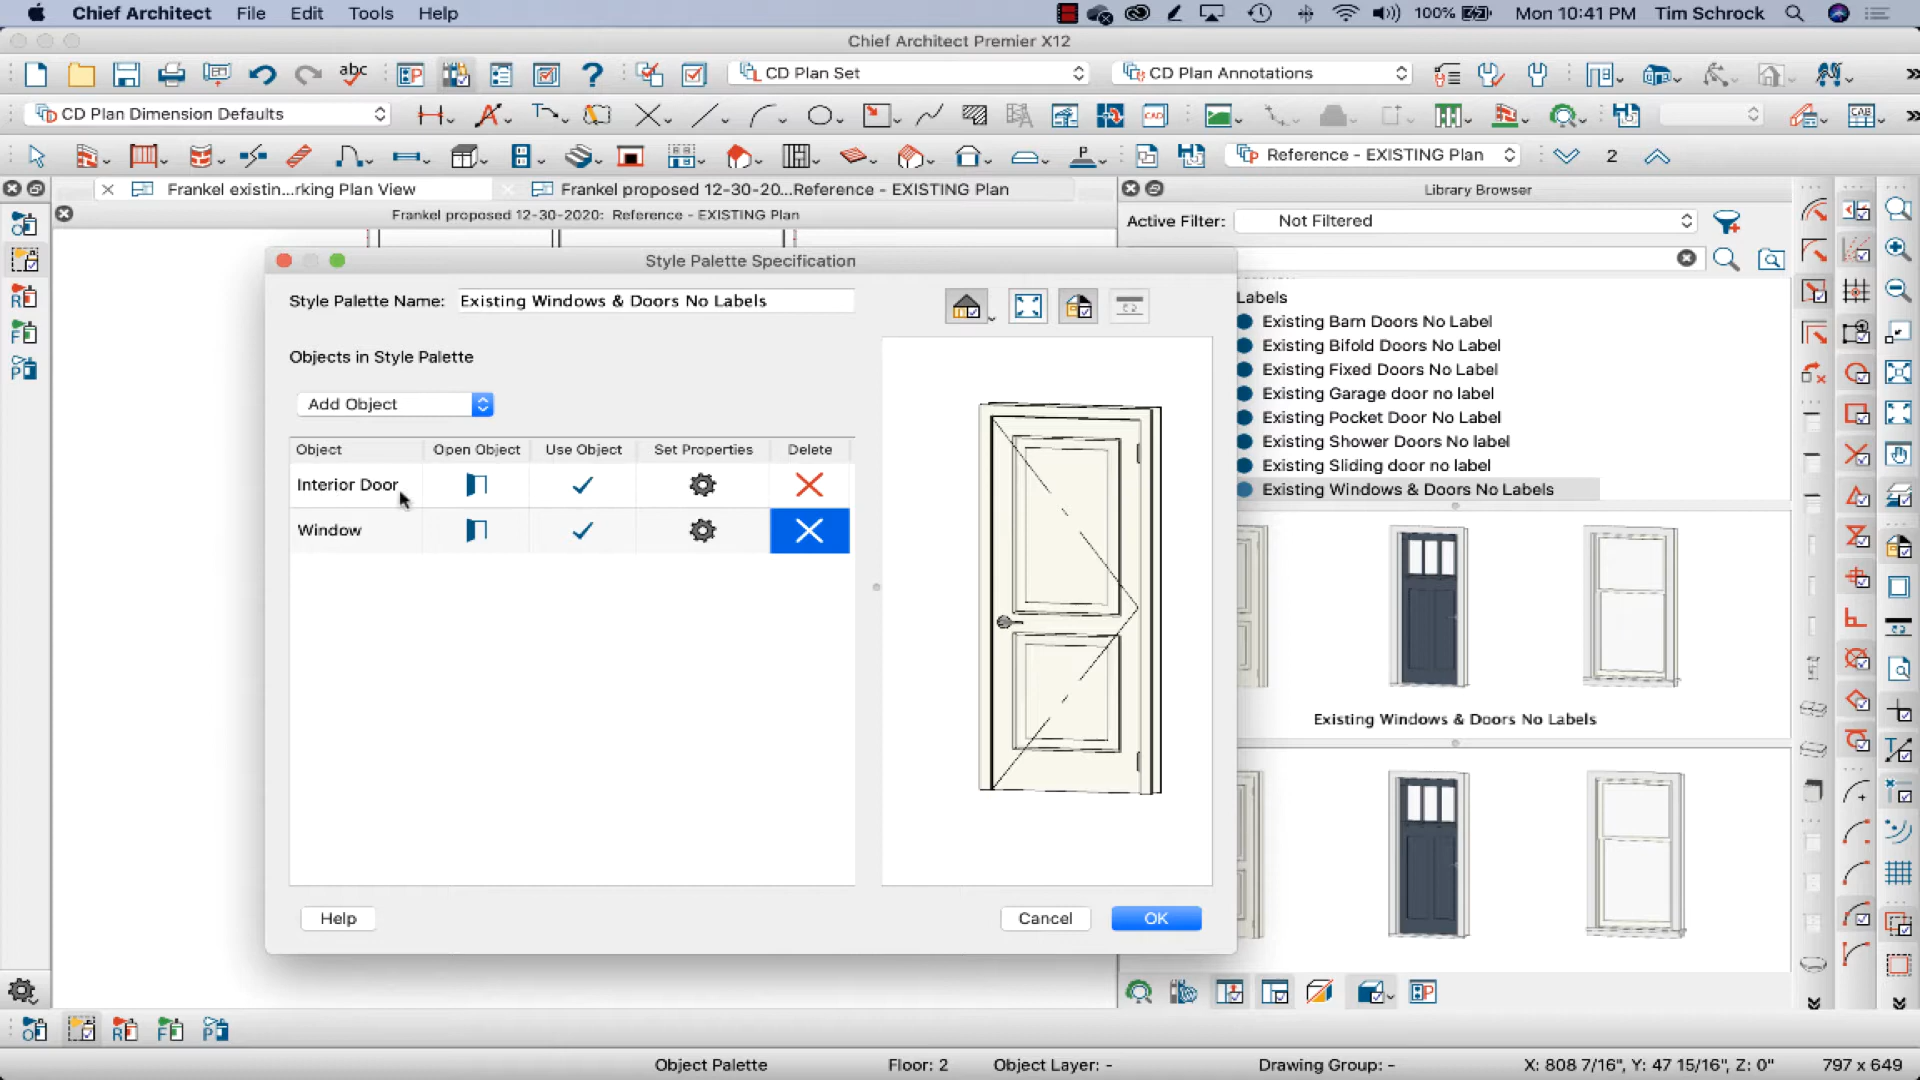 Chief Architect File Edit Tools Help 100% Mon 10:41 PM Tim Schrock
Chief Architect Premier X12
abc CD Plan Set CD Plan Annotations
CD Plan Dimension Defaults
Reference - EXISTING Plan 2
Frankel existin...rking Plan View Frankel proposed 12-30-20...Reference - EXISTING Plan Library Browser
Frankel proposed 12-30-2020: Reference - EXISTING Plan
Active Filter: Not Filtered
Style Palette Specification
Style Palette Name: Existing Windows & Doors No Labels
Objects in Style Palette
Add Object
Object Open Object Use Object Set Properties Delete
Interior Door
Window
Help Cancel OK
Labels
Existing Barn Doors No Label
Existing Bifold Doors No Label
Existing Fixed Doors No Label
Existing Garage door no label
Existing Pocket Door No Label
Existing Shower Doors No label
Existing Sliding door no label
Existing Windows & Doors No Labels
Existing Windows & Doors No Labels
Object Palette Floor: 2 Object Layer: - Drawing Group: - X: 808 7/16", Y: 47 15/16", Z: 0" 797 x 649